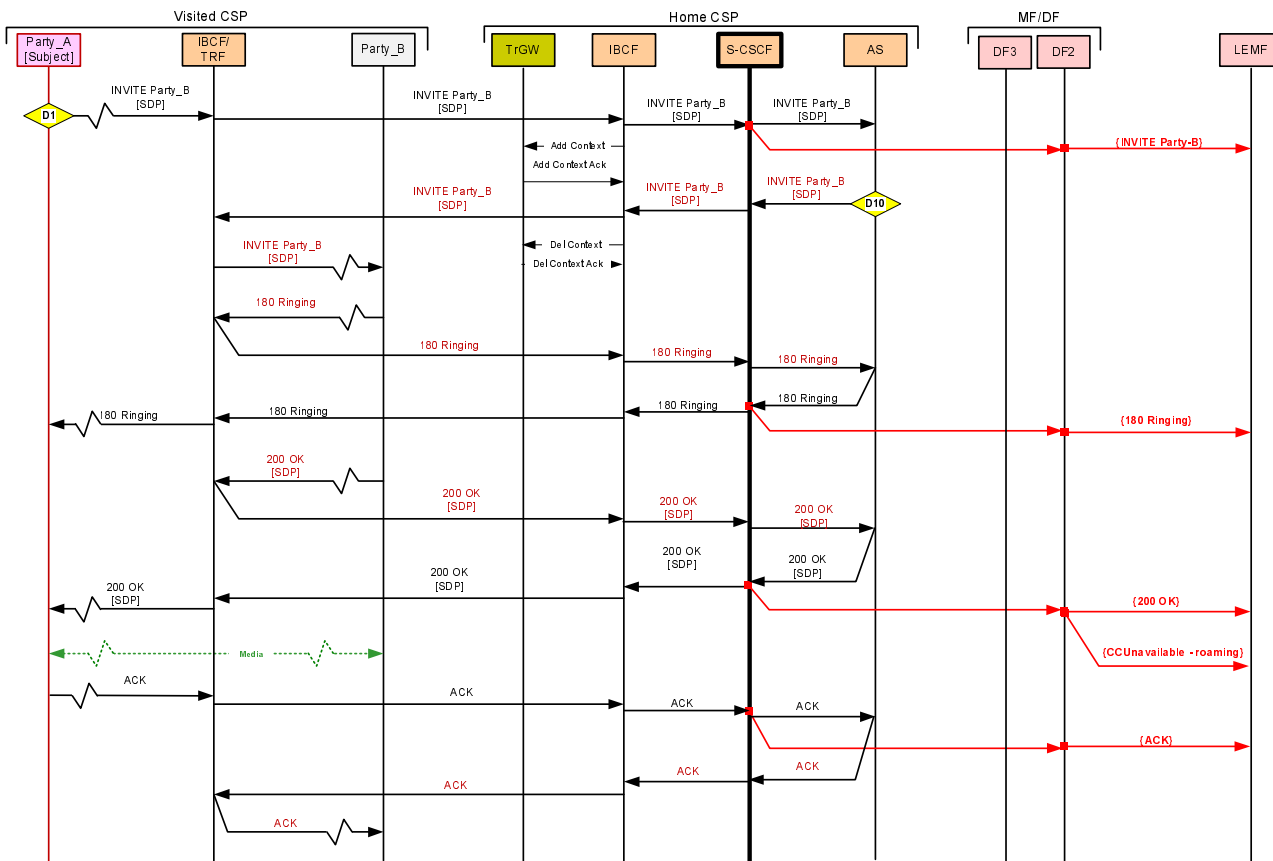 Visited CSP
Home CSP
MF/DF
Party_A
[Subject]
IBCF/
TRF
Party_B
TrGW
IBCF
S-CSCF
AS
DF3
DF2
LEMF
D1
INVITE Party_B
[SDP]
INVITE Party_B
[SDP]
INVITE Party_B
[SDP]
INVITE Party_B
[SDP]
{INVITE Party-B}
Add Context
Add Context Ack
INVITE Party_B
[SDP]
INVITE Party_B
[SDP]
INVITE Party_B
[SDP]
D10
INVITE Party_B
[SDP]
Del Context
Del Context Ack
180 Ringing
180 Ringing
180 Ringing
180 Ringing
180 Ringing
180 Ringing
180 Ringing
180 Ringing
{180 Ringing}
200 OK
[SDP]
200 OK
[SDP]
200 OK
[SDP]
200 OK
[SDP]
200 OK
[SDP]
200 OK
[SDP]
200 OK
[SDP]
200 OK
[SDP]
{200 OK}
Media
{CCUnavailable - roaming}
ACK
ACK
ACK
ACK
{ACK}
ACK
ACK
ACK
ACK